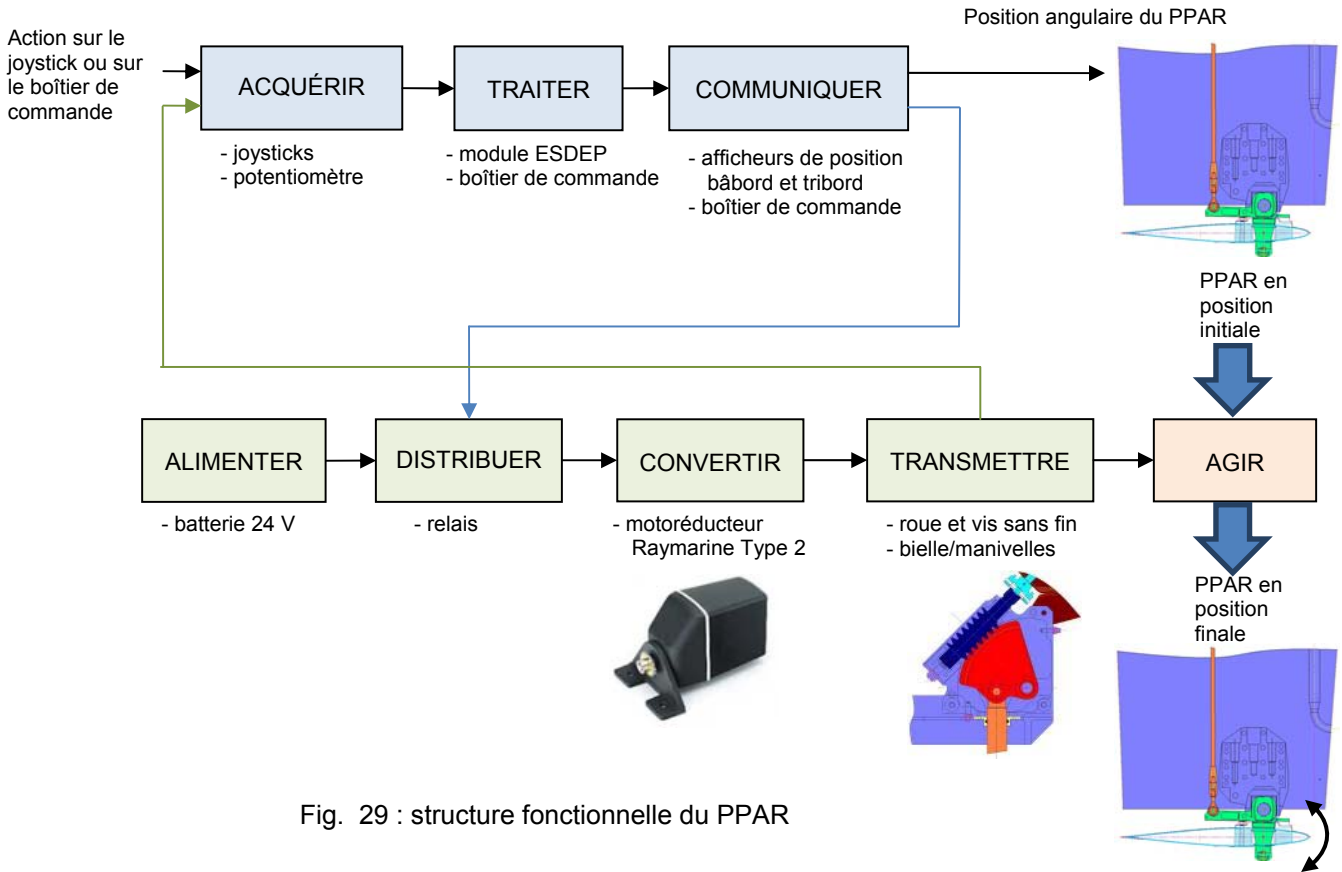 Position angulaire du PPAR
Action sur le
joystick ou sur
le boîtier de
commande
ACQUÉRIR
TRAITER
COMMUNIQUER
- joysticks
- potentiomètre
- module ESDEP
- boîtier de commande
- afficheurs de position
bâbord et tribord
- boîtier de commande
PPAR en
position
initiale
ALIMENTER
DISTRIBUER
CONVERTIR
TRANSMETTRE
AGIR
- batterie 24 V
- relais
- motoréducteur
Raymarine Type 2
- roue et vis sans fin
- bielle/manivelles
PPAR en
position
finale
Fig. 29 : structure fonctionnelle du PPAR